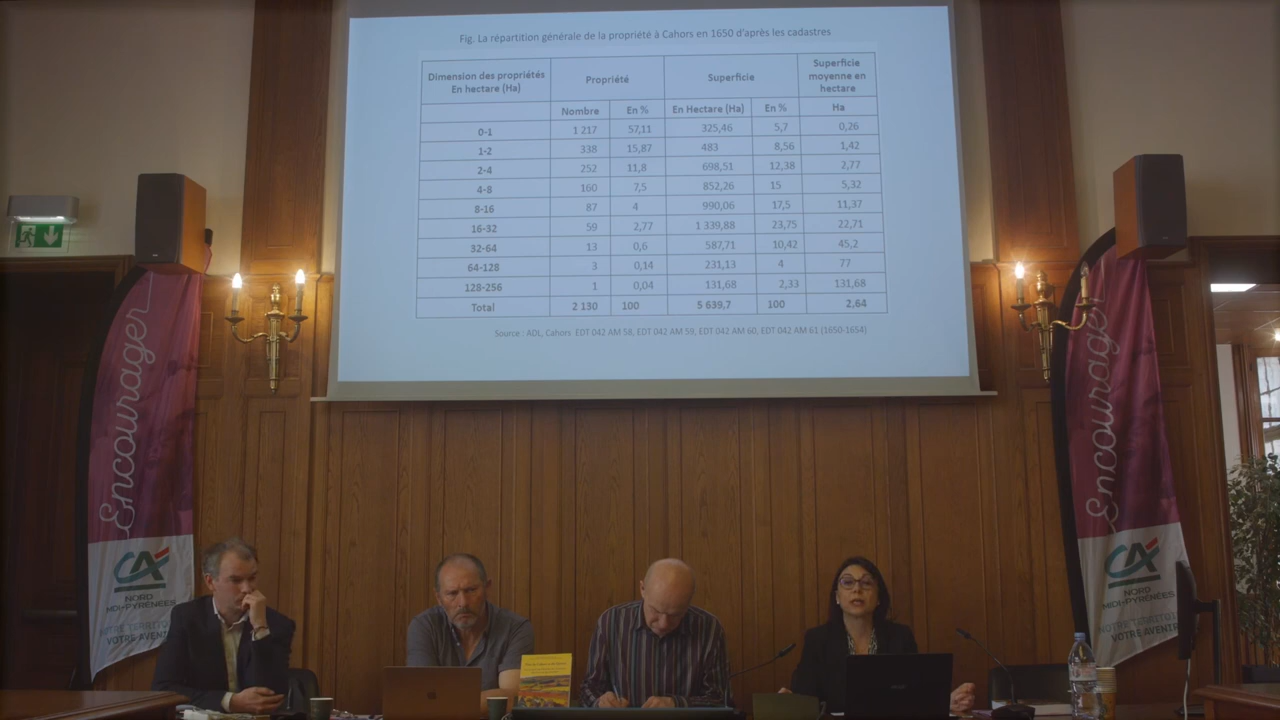 Fig. La répartition générale de la propriété à Cahors en 1650 d'après les cadastres
Dimension des propriétés En hectare (Ha) Propriété Superficie Superficie moyenne en hectare
Nombre En % En Hectare (Ha) En % Ha
0-1 1 217 57,11 325,46 5,7 0,26
1-2 338 15,87 483 8,56 1,42
2-4 252 11,8 698,51 12,38 2,77
4-8 160 7,5 852,26 15 5,32
8-16 87 4 990,06 17,5 11,37
16-32 59 2,77 1 339,88 23,75 22,71
32-64 13 0,6 587,71 10,42 45,2
64-128 3 0,14 231,13 4 77
128-256 1 0,04 131,68 2,33 131,68
Total 2 130 100 5 639,7 100 2,64
Source : ADL, Cahors EDT 042 AM 58, EDT 042 AM 59, EDT 042 AM 60, EDT 042 AM 61 (1650-1654)
Encourager
CA
NORD
MIDI-PYRÉNÉES
NOTRE TERRITOI
VOTRE AVENIR
Encourager
CA
NORD
MIDI-PYRÉNÉES
NOTRE TERRITOI
VOTRE AVENIR